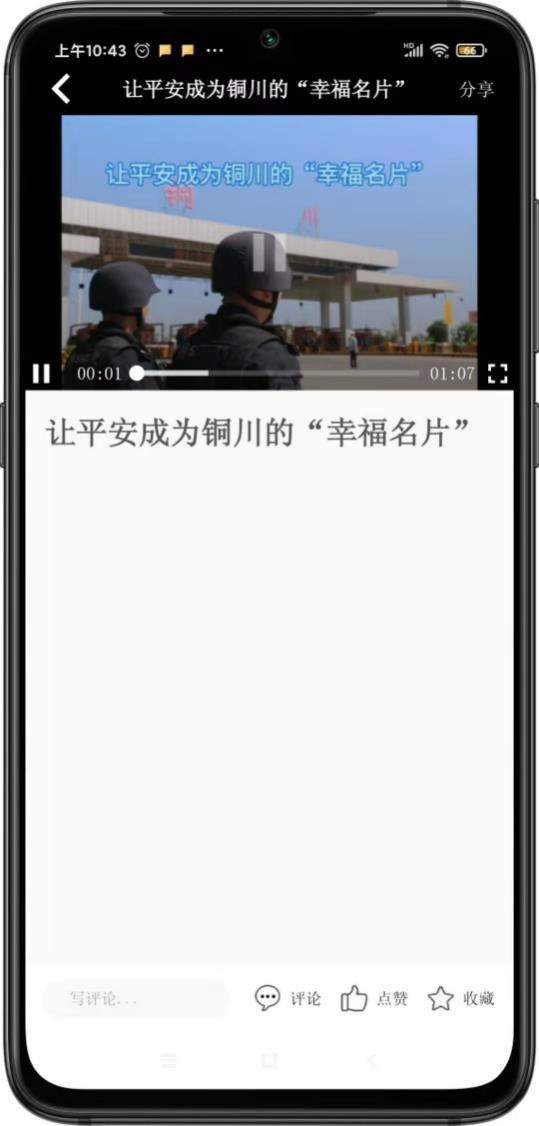 上午10:43 ...
HD 66
让平安成为铜川的“幸福名片”
分享
让平安成为铜川的“幸福名片”
铜 川
00:01 01:07
让平安成为铜川的“幸福名片”
写评论...
评论 点赞 收藏